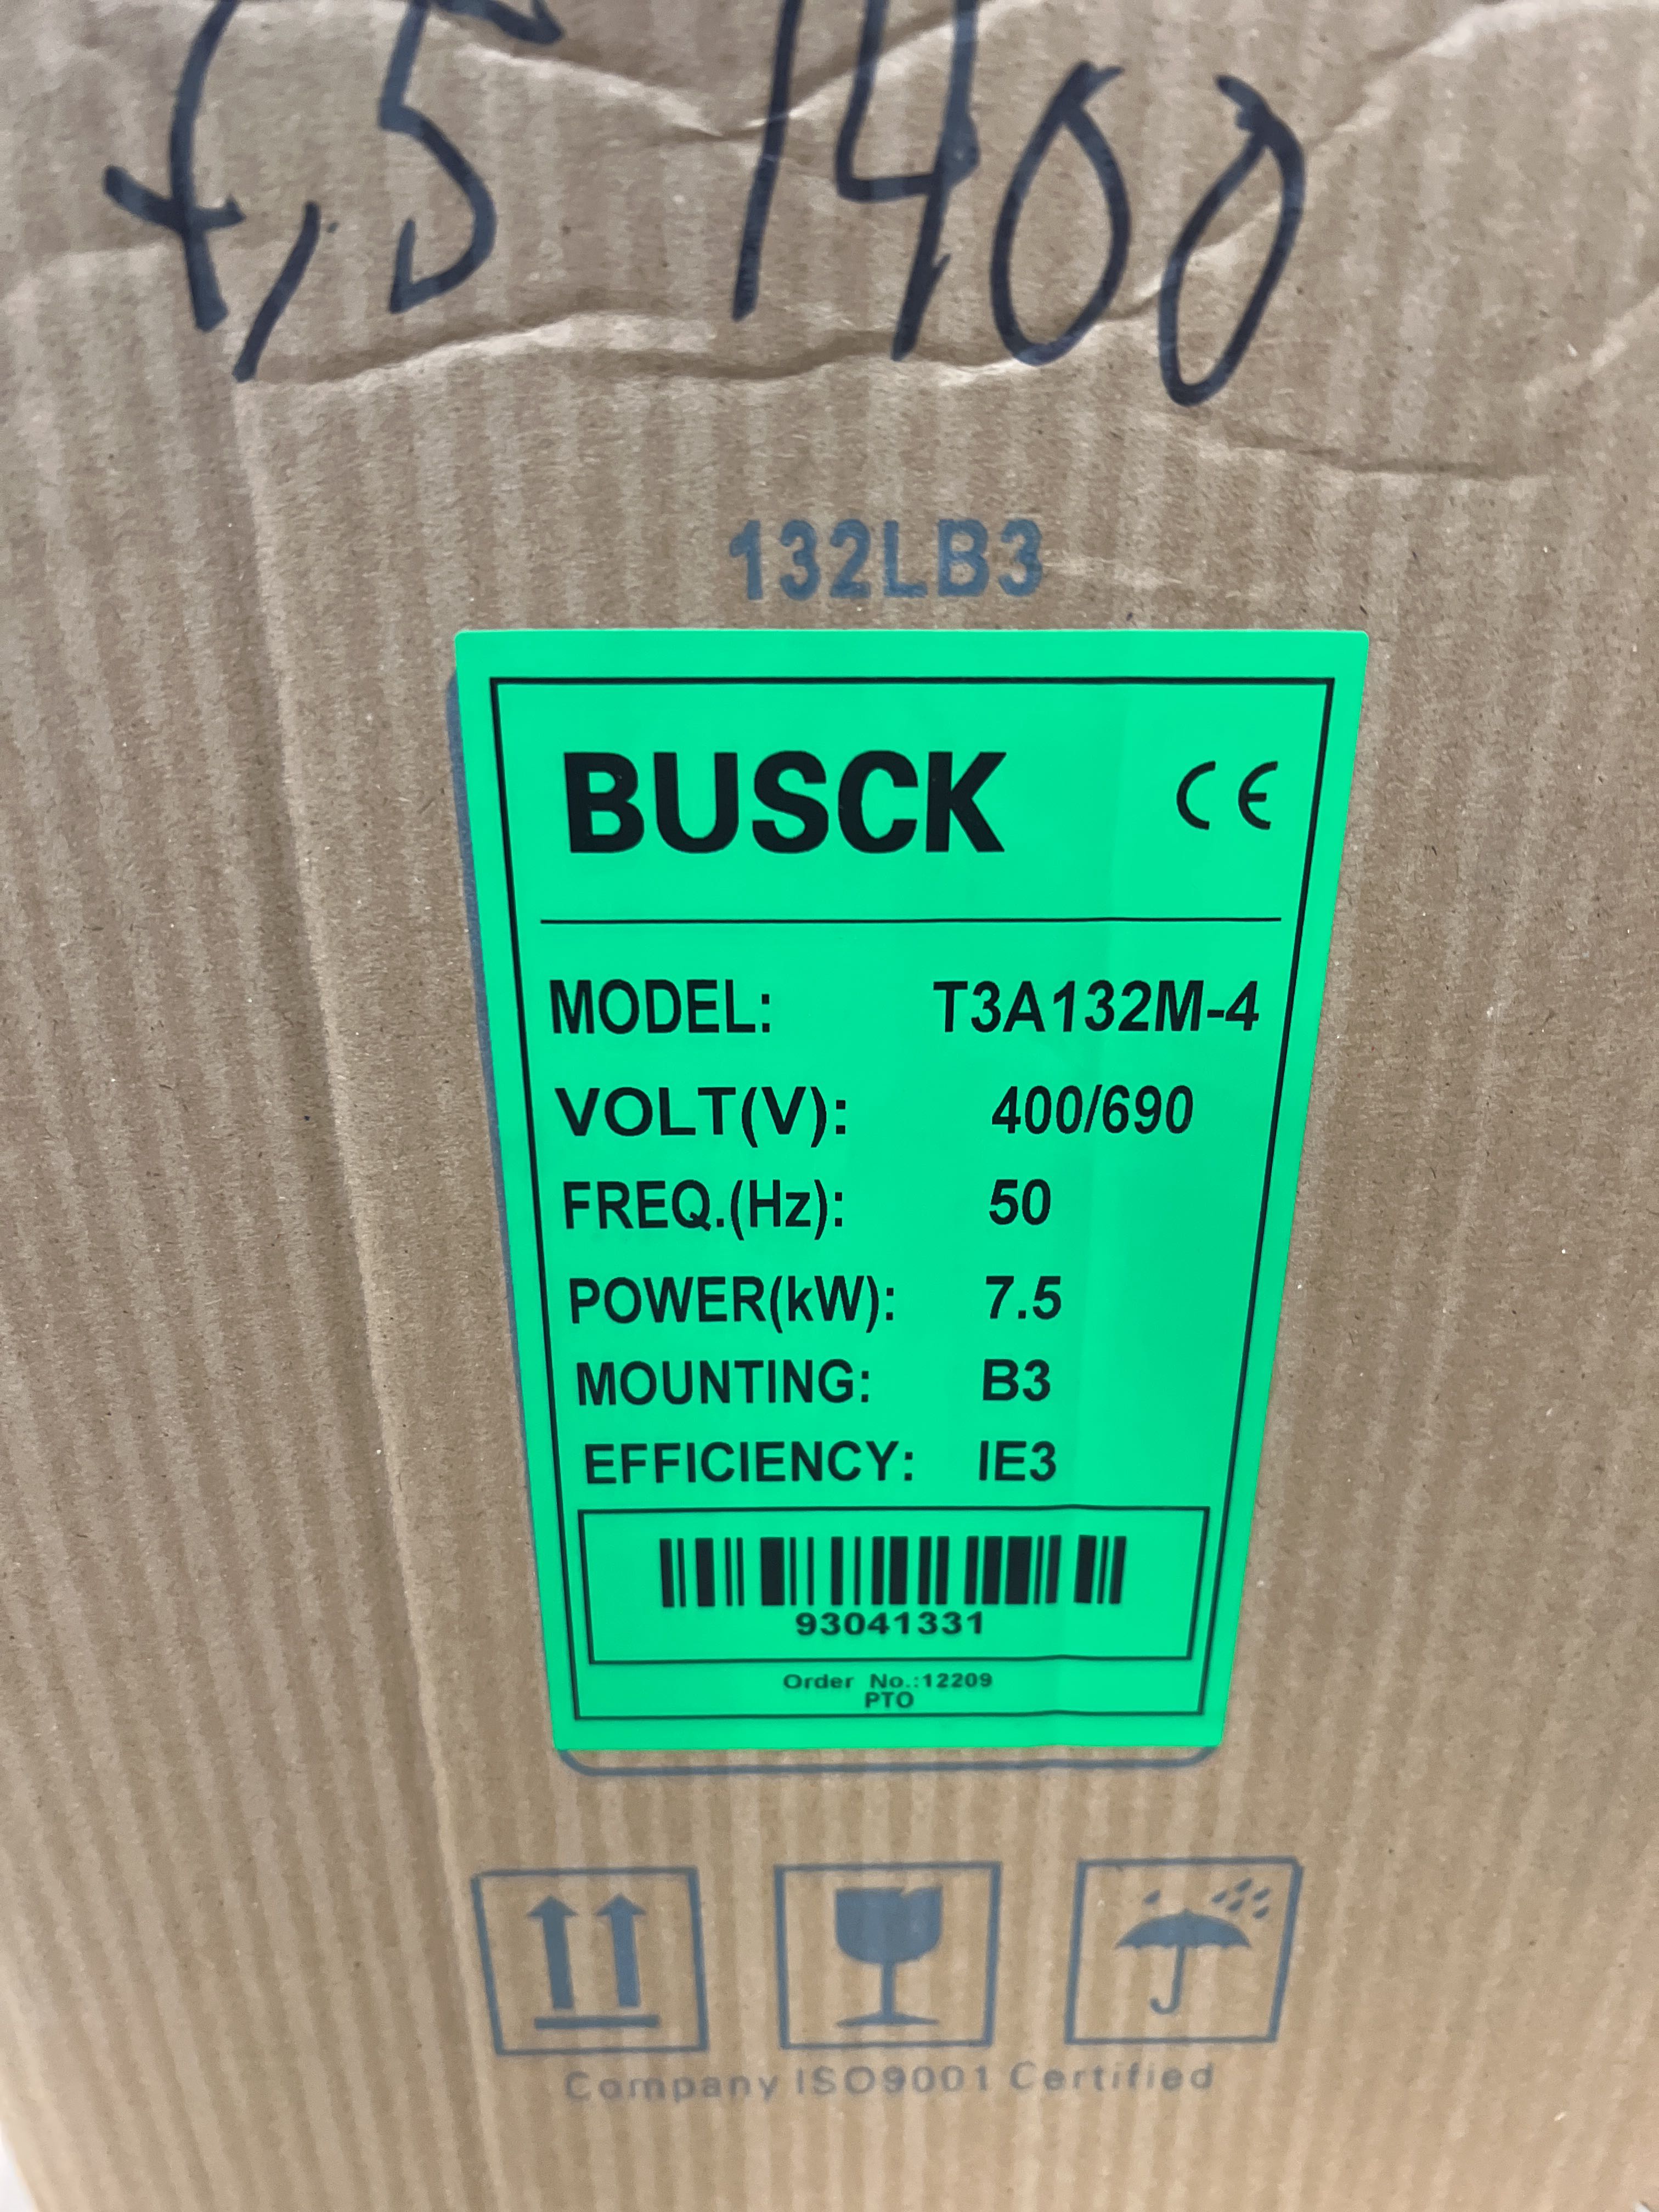 7,5 1400
132LB3
BUSCK CE
MODEL: T3A132M-4
VOLT(V): 400/690
FREQ.(Hz): 50
POWER(kW): 7.5
MOUNTING: B3
EFFICIENCY: IE3
93041331
Order No.:12209
PTO
Company ISO9001 Certified